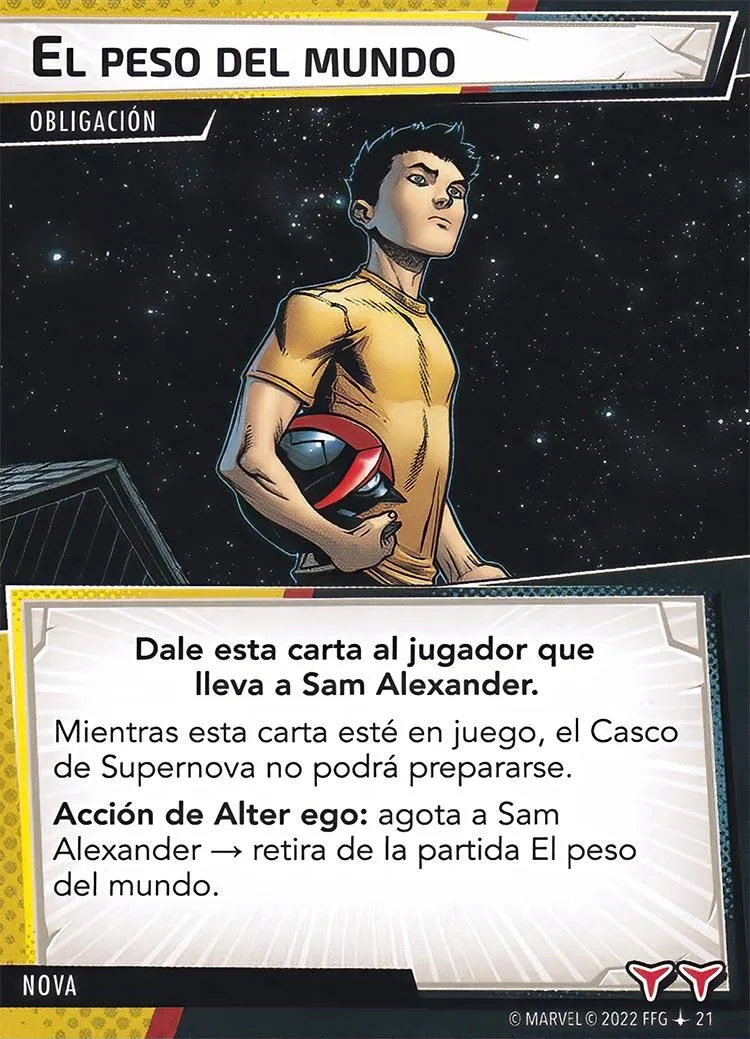 El peso del mundo
OBLIGACIÓN
Dale esta carta al jugador que
lleva a Sam Alexander.
Mientras esta carta esté en juego, el Casco
de Supernova no podrá prepararse.
Acción de Alter ego: agota a Sam
Alexander → retira de la partida El peso
del mundo.
NOVA
© MARVEL © 2022 FFG 21